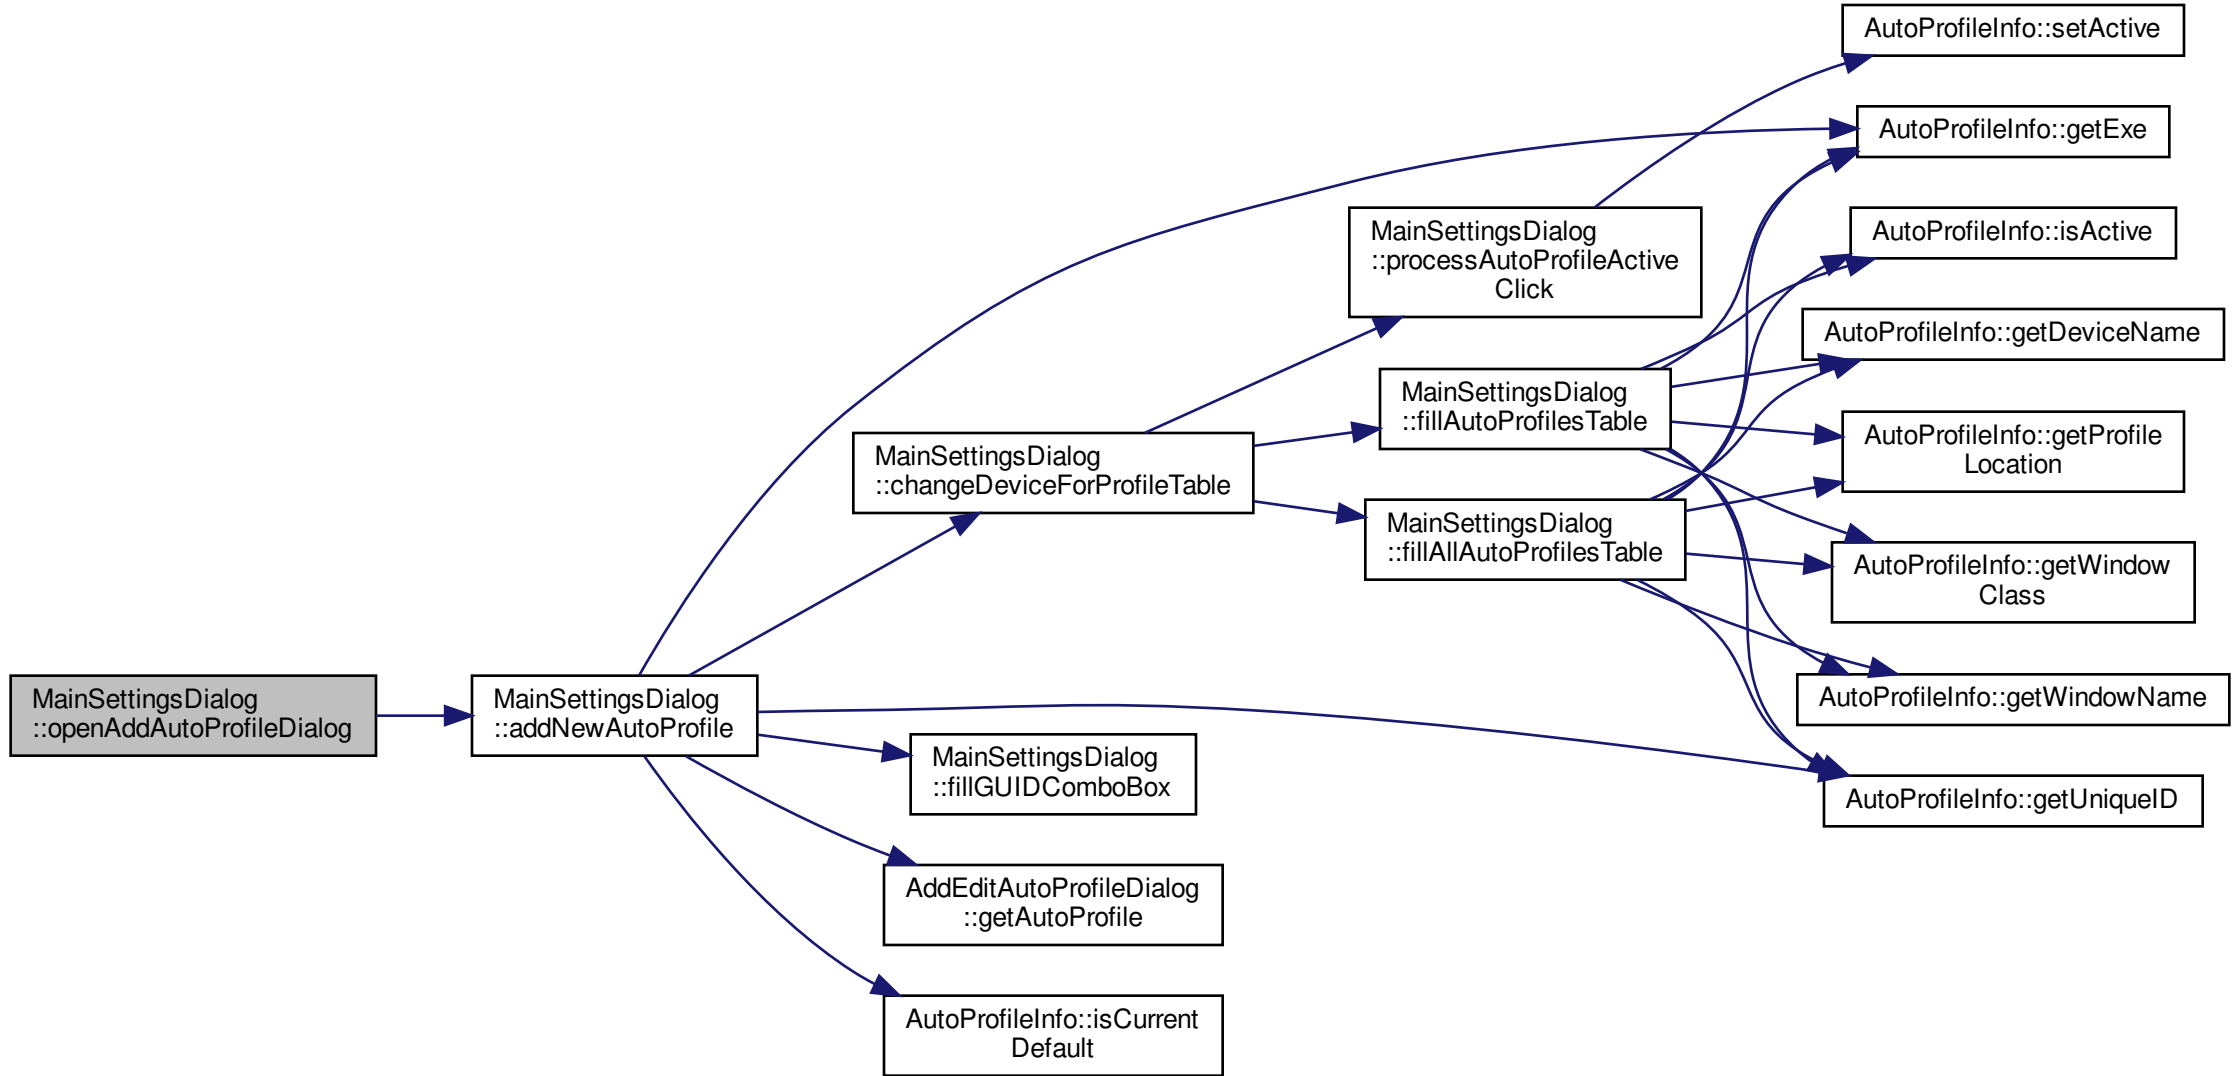 MainSettingsDialog
::openAddAutoProfileDialog
MainSettingsDialog
::addNewAutoProfile
MainSettingsDialog
::changeDeviceForProfileTable
MainSettingsDialog
::fillGUIDComboBox
AddEditAutoProfileDialog
::getAutoProfile
AutoProfileInfo::isCurrent
Default
MainSettingsDialog
::processAutoProfileActive
Click
MainSettingsDialog
::fillAutoProfilesTable
MainSettingsDialog
::fillAllAutoProfilesTable
AutoProfileInfo::setActive
AutoProfileInfo::getExe
AutoProfileInfo::isActive
AutoProfileInfo::getDeviceName
AutoProfileInfo::getProfile
Location
AutoProfileInfo::getWindow
Class
AutoProfileInfo::getWindowName
AutoProfileInfo::getUniqueID